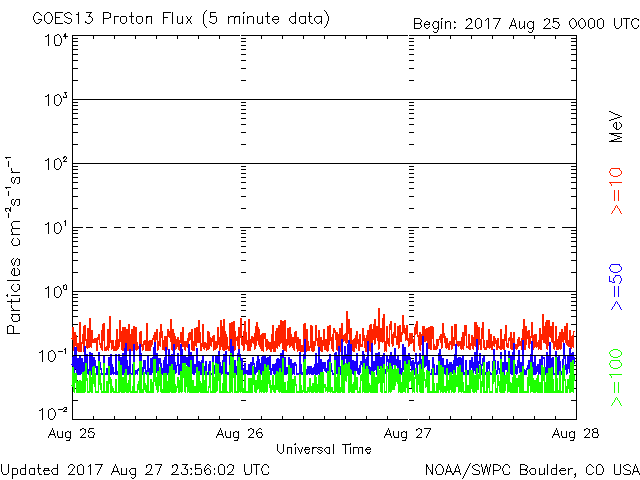 GOES13 Proton Flux (5 minute data)
Begin: 2017 Aug 25 0000 UTC
10⁴
10³
10²
10¹
10⁰
10⁻¹
10⁻²
Particles cm⁻²s⁻¹sr⁻¹
MeV
>=10
>=50
>=100
Aug 25
Aug 26
Aug 27
Aug 28
Universal Time
Updated 2017 Aug 27 23:56:02 UTC
NOAA/SWPC Boulder, CO USA